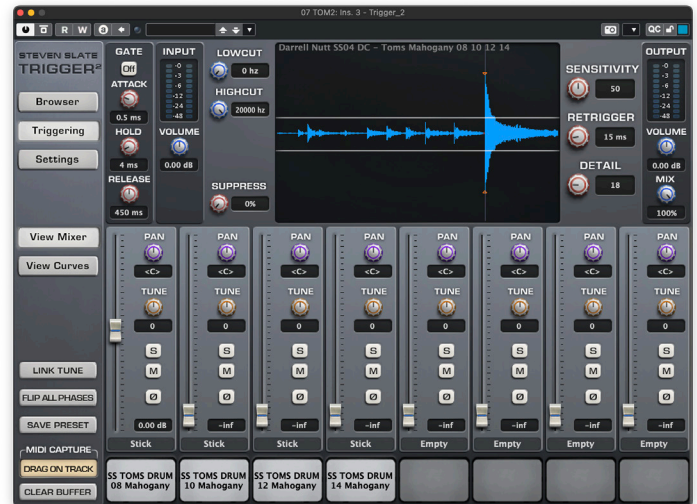 07 TOM2: Ins. 3 - Trigger_2
R W
QC
STEVEN SLATE
TRIGGER²
Browser
Triggering
Settings
View Mixer
View Curves
LINK TUNE
FLIP ALL PHASES
SAVE PRESET
MIDI CAPTURE
DRAG ON TRACK
CLEAR BUFFER
GATE
Off
ATTACK
0.5 ms
HOLD
4 ms
RELEASE
450 ms
INPUT
-0
-3
-6
-12
-24
-48
VOLUME
0.00 dB
LOWCUT
0 hz
HIGHCUT
20000 hz
SUPPRESS
0%
Darrell Nutt SS04 DC - Toms Mahogany 08 10 12 14
SENSITIVITY
50
RETRIGGER
15 ms
DETAIL
18
OUTPUT
-0
-3
-6
-12
-24
-48
VOLUME
0.00 dB
MIX
100%
PAN PAN PAN PAN PAN PAN PAN PAN
<C> <C> <C> <C> <C> <C> <C> <C>
TUNE TUNE TUNE TUNE TUNE TUNE TUNE TUNE
0 0 0 0 0 0 0 0
S S S S S S S S
M M M M M M M M
Ø Ø Ø Ø Ø Ø Ø Ø
0.00 dB -inf -inf -inf -inf -inf -inf -inf
Stick Stick Stick Stick Empty Empty Empty Empty
SS TOMS DRUM SS TOMS DRUM SS TOMS DRUM SS TOMS DRUM
08 Mahogany 10 Mahogany 12 Mahogany 14 Mahogany